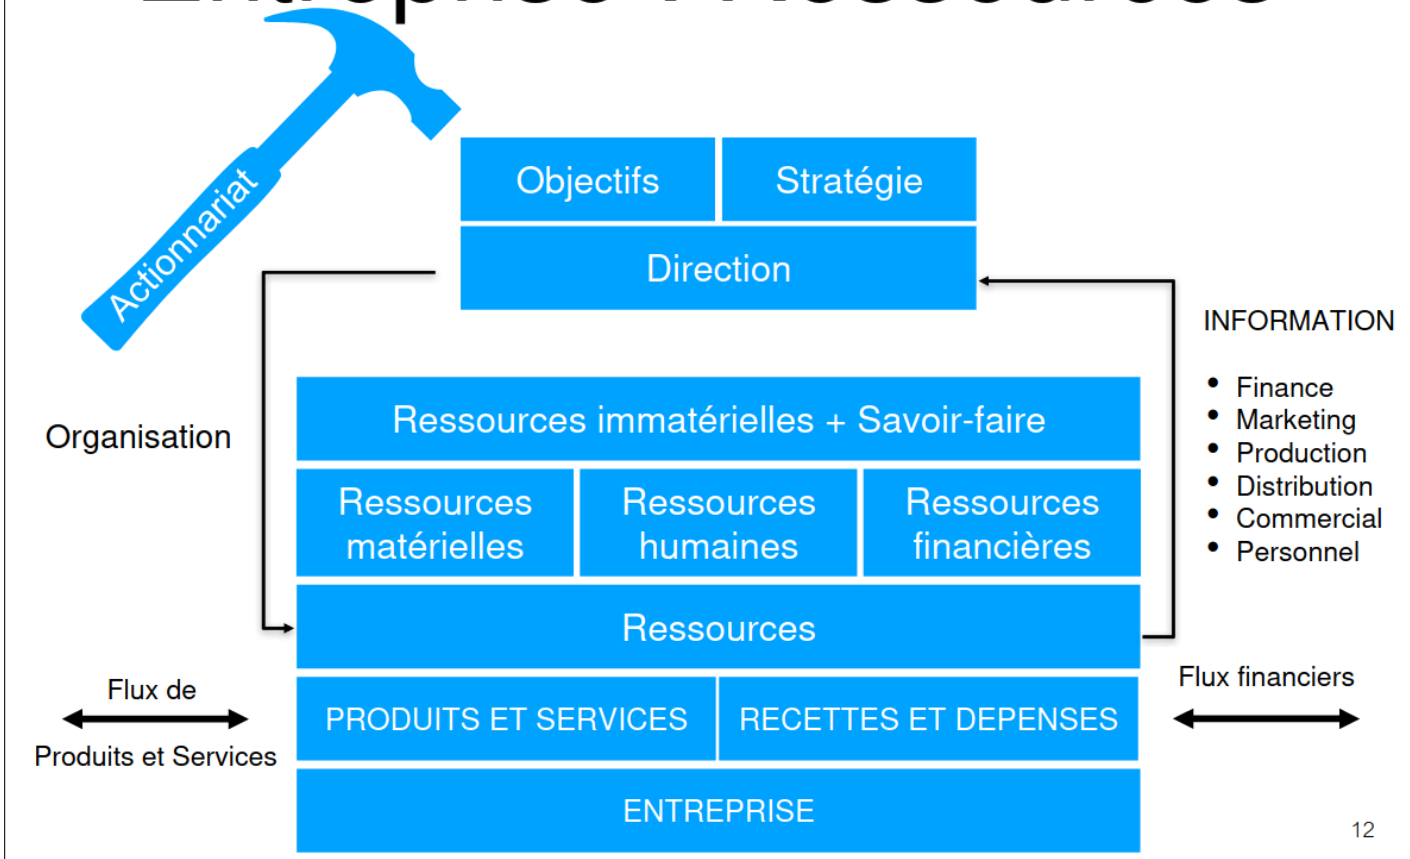 Entreprise : Ressources
Actionnariat
Objectifs
Stratégie
Direction
INFORMATION
• Finance
• Marketing
• Production
• Distribution
• Commercial
• Personnel
Organisation
Ressources immatérielles + Savoir-faire
Ressources
matérielles
Ressources
humaines
Ressources
financières
Ressources
Flux de
Produits et Services
PRODUITS ET SERVICES
RECETTES ET DEPENSES
Flux financiers
ENTREPRISE
12